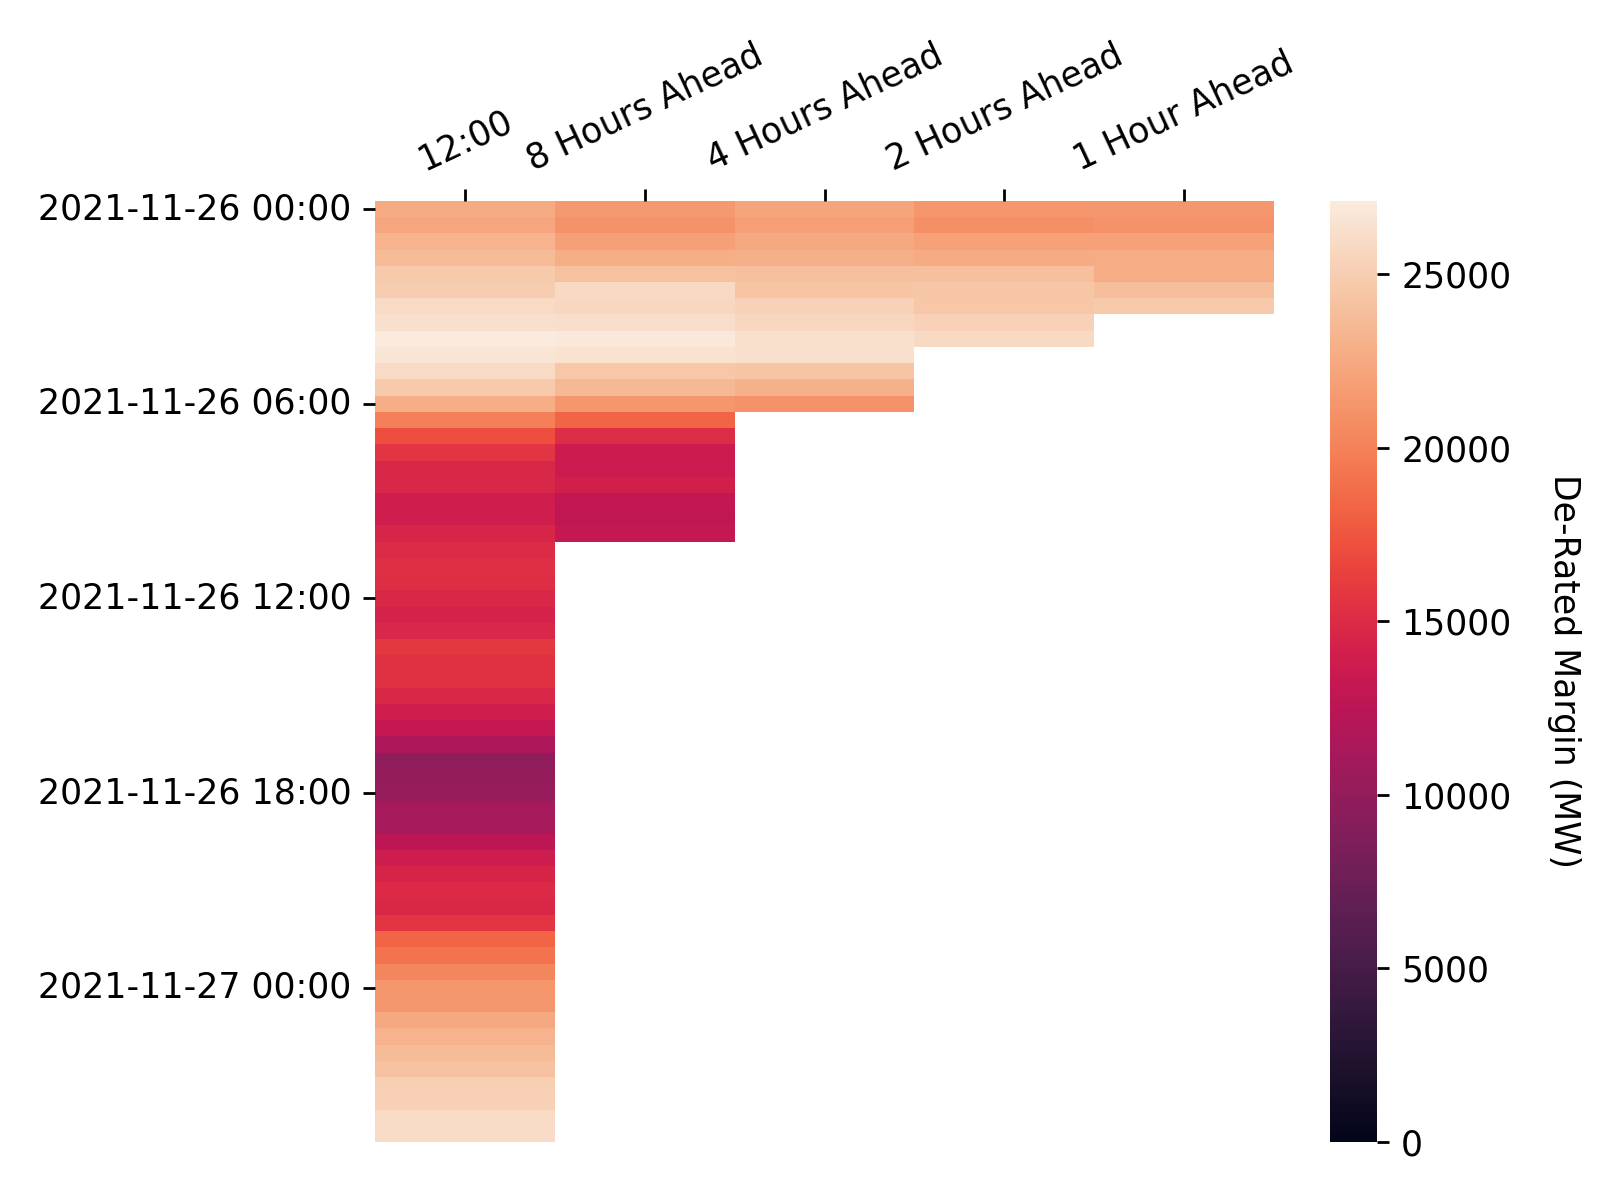 12:00
8 Hours Ahead
4 Hours Ahead
2 Hours Ahead
1 Hour Ahead
2021-11-26 00:00
2021-11-26 06:00
2021-11-26 12:00
2021-11-26 18:00
2021-11-27 00:00
25000
20000
15000
10000
5000
0
De-Rated Margin (MW)